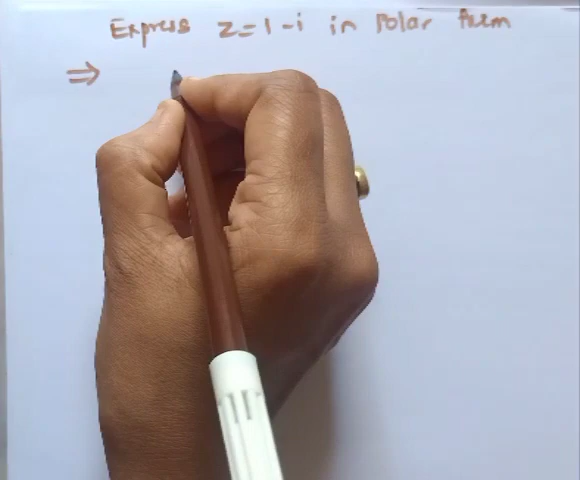 Express z=1-i in Polar Form
⇒